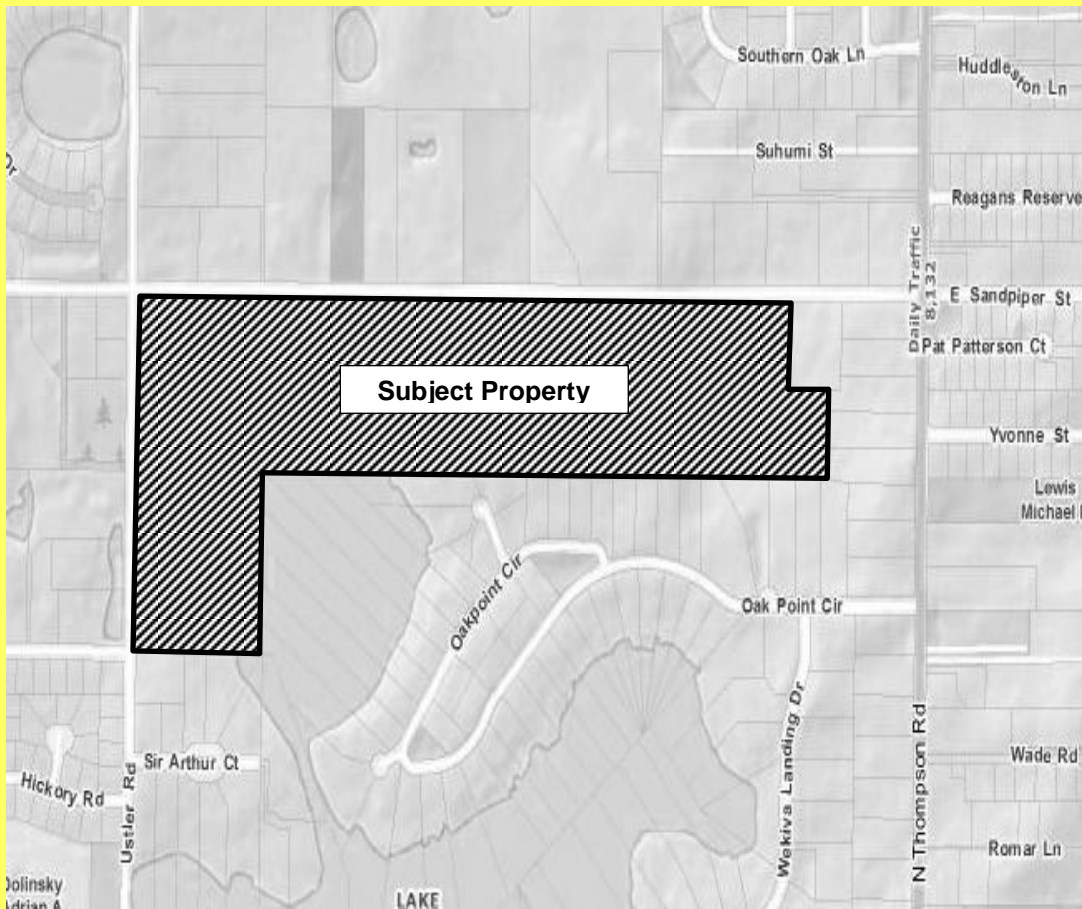 Southern Oak Ln
Huddleston Ln
Suhumi St
Dr
Reagans Reserve
Daily Traffic
8,132
E Sandpiper St
Pat Patterson Ct
Subject Property
Yvonne St
Lewis
Michael
Oakpoint Cir
Oak Point Cir
Wekiva Landing Dr
N Thompson Rd
Sir Arthur Ct
Wade Rd
Hickory Rd
Ustler Rd
Romar Ln
Dolinsky
Adrian A
LAKE